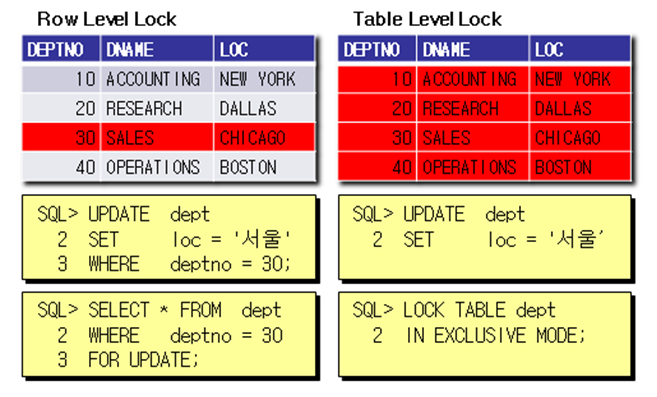 Row Level Lock
DEPTNO DNAME LOC
10 ACCOUNTING NEW YORK
20 RESEARCH DALLAS
30 SALES CHICAGO
40 OPERATIONS BOSTON
SQL> UPDATE dept
2 SET loc = '서울'
3 WHERE deptno = 30;
SQL> SELECT * FROM dept
2 WHERE deptno = 30
3 FOR UPDATE;
Table Level Lock
DEPTNO DNAME LOC
10 ACCOUNTING NEW YORK
20 RESEARCH DALLAS
30 SALES CHICAGO
40 OPERATIONS BOSTON
SQL> UPDATE dept
2 SET loc = '서울’
SQL> LOCK TABLE dept
2 IN EXCLUSIVE MODE;